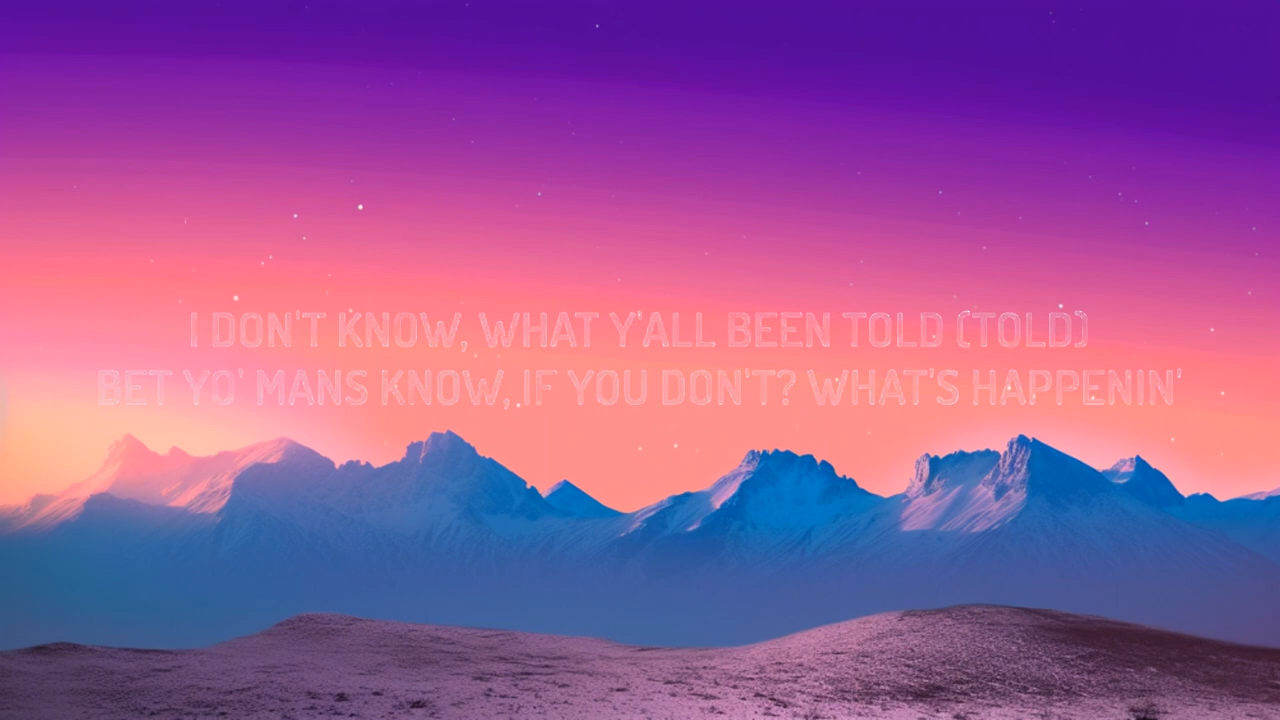 I DON'T KNOW, WHAT Y'ALL BEEN TOLD (TOLD)
BET YO' MANS KNOW, IF YOU DON'T? WHAT'S HAPPENIN'